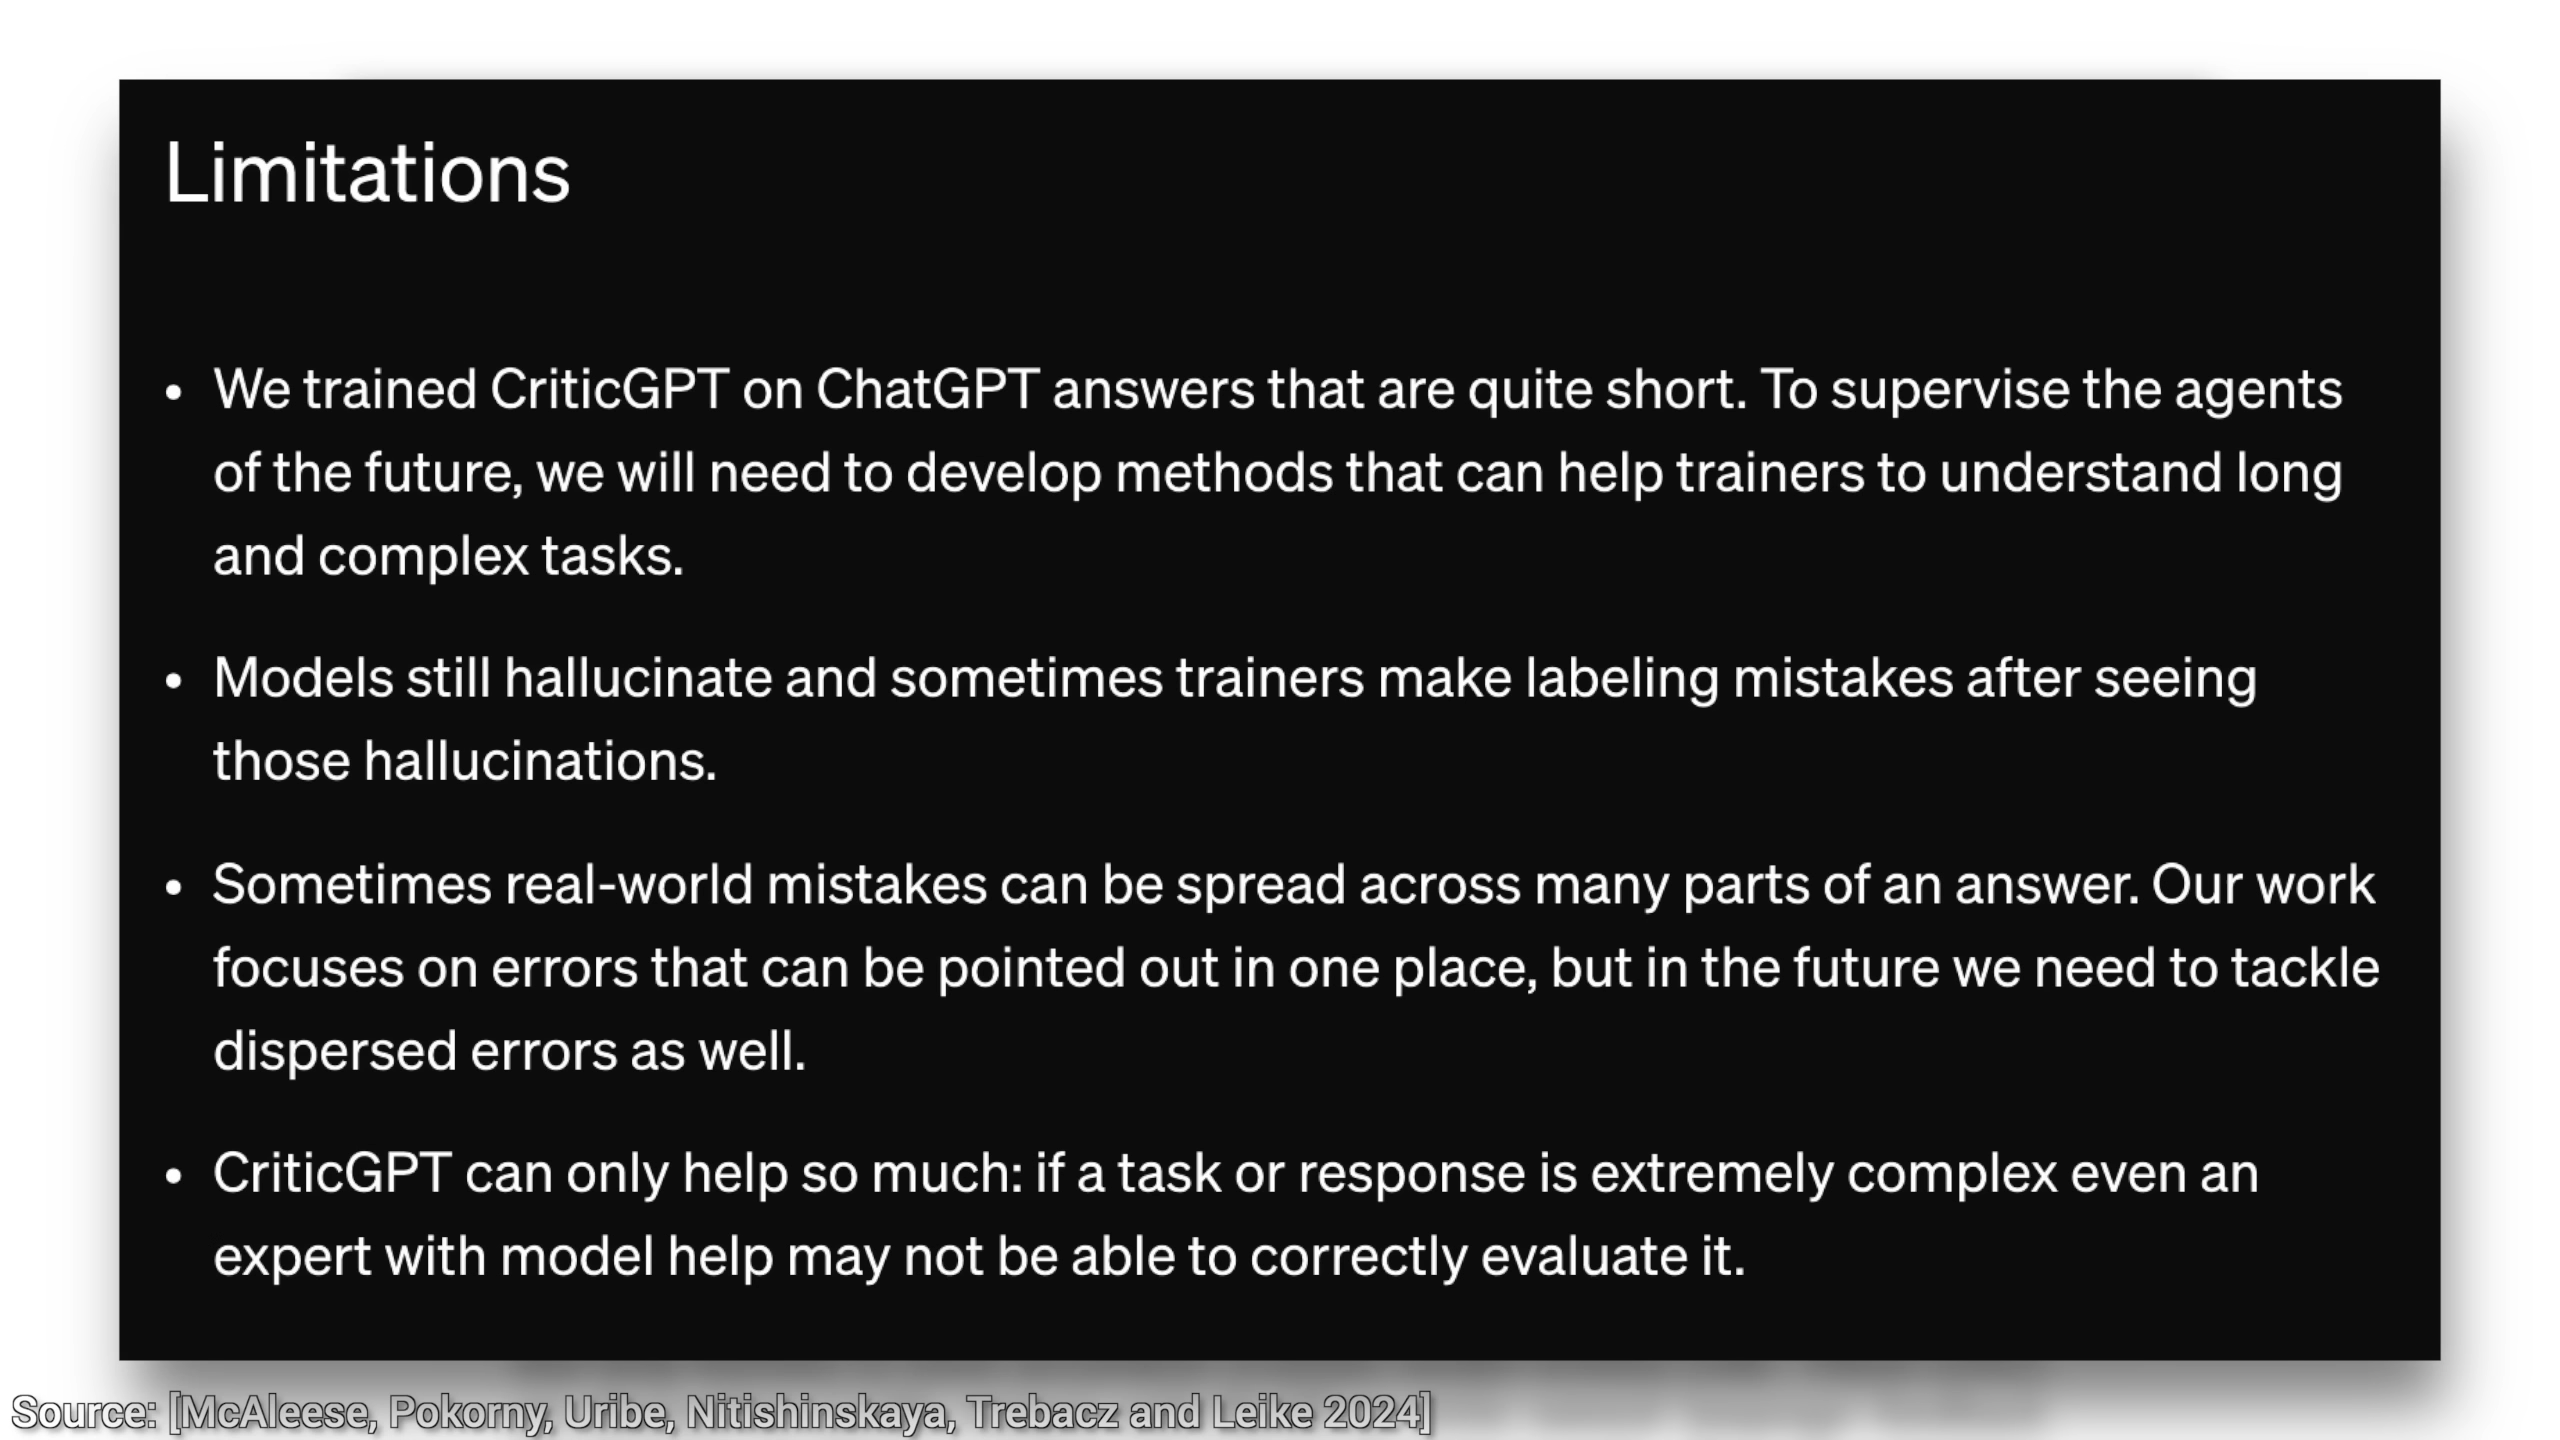 Limitations
• We trained CriticGPT on ChatGPT answers that are quite short. To supervise the agents
of the future, we will need to develop methods that can help trainers to understand long
and complex tasks.
• Models still hallucinate and sometimes trainers make labeling mistakes after seeing
those hallucinations.
• Sometimes real-world mistakes can be spread across many parts of an answer. Our work
focuses on errors that can be pointed out in one place, but in the future we need to tackle
dispersed errors as well.
• CriticGPT can only help so much: if a task or response is extremely complex even an
expert with model help may not be able to correctly evaluate it.
Source: [McAleese, Pokorny, Uribe, Nitishinskaya, Trebacz and Leike 2024]